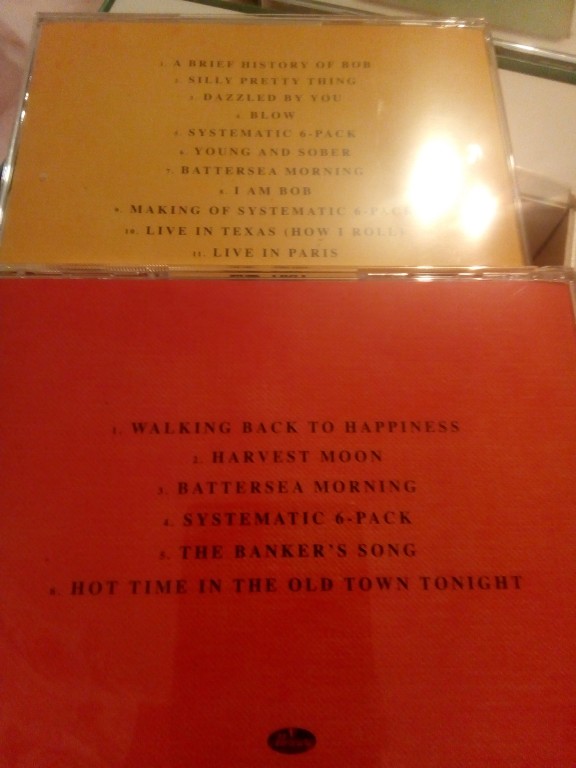 1. A BRIEF HISTORY OF BOB
2. SILLY PRETTY THING
3. DAZZLED BY YOU
4. BLOW
5. SYSTEMATIC 6-PACK
6. YOUNG AND SOBER
7. BATTERSEA MORNING
8. I AM BOB
9. MAKING OF SYSTEMATIC 6-PACK
10. LIVE IN TEXAS (HOW I ROLL)
11. LIVE IN PARIS
1. WALKING BACK TO HAPPINESS
2. HARVEST MOON
3. BATTERSEA MORNING
4. SYSTEMATIC 6-PACK
5. THE BANKER'S SONG
6. HOT TIME IN THE OLD TOWN TONIGHT